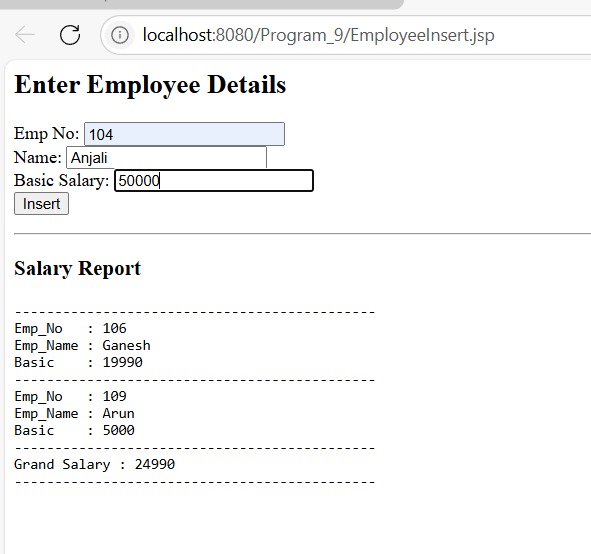 localhost:8080/Program_9/EmployeeInsert.jsp
Enter Employee Details
Emp No: 104
Name: Anjali
Basic Salary: 50000
Insert
Salary Report
-------------------------------------------
Emp_No   : 106
Emp_Name : Ganesh
Basic    : 19990
-------------------------------------------
Emp_No   : 109
Emp_Name : Arun
Basic    : 5000
-------------------------------------------
Grand Salary : 24990
-------------------------------------------